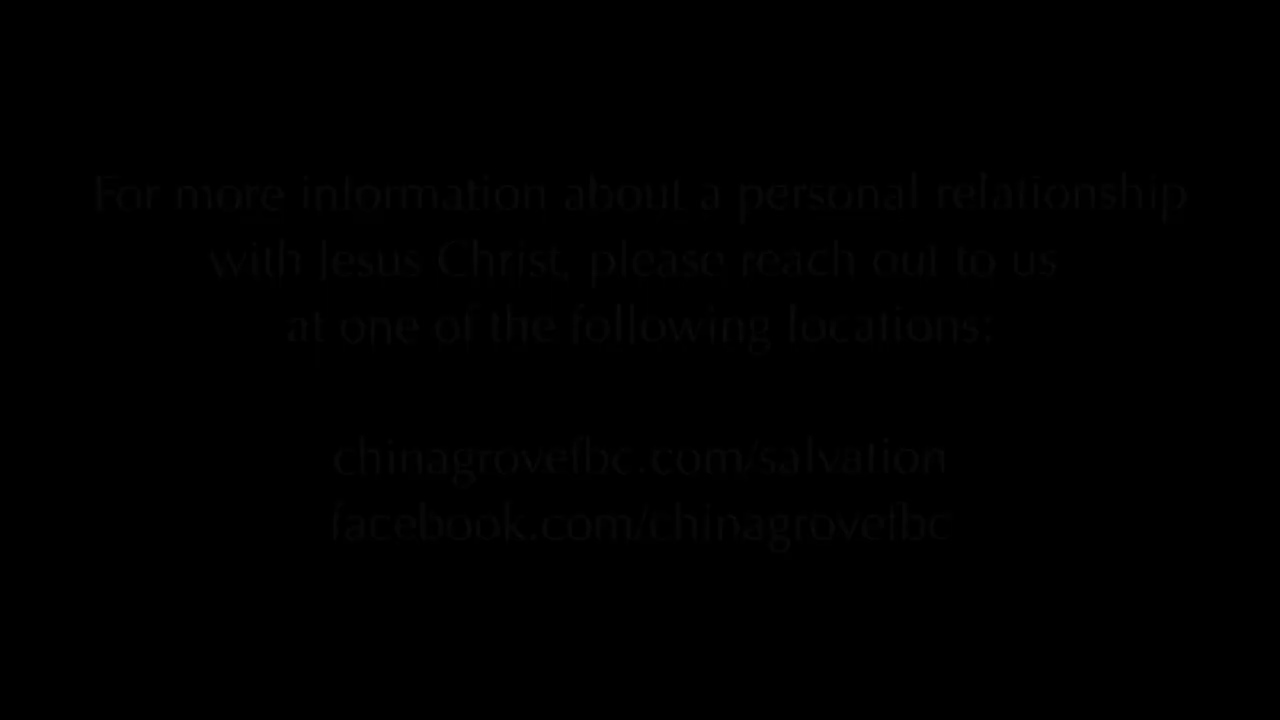 For more information about a personal relationship
with Jesus Christ, please reach out to us
at one of the following locations:
chinagrovefbc.com/salvation
facebook.com/chinagrovefbc